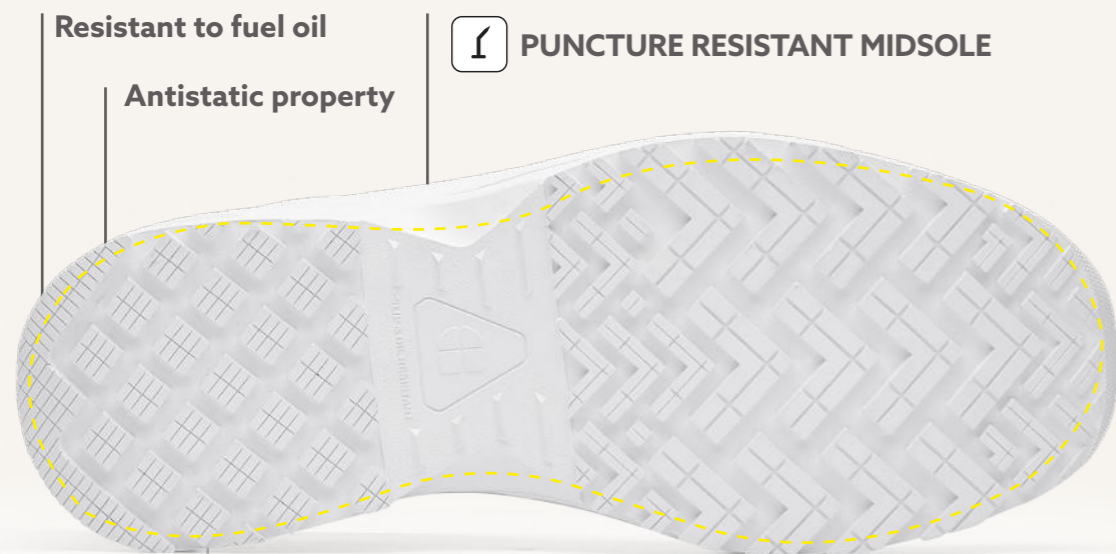 Resistant to fuel oil
PUNCTURE RESISTANT MIDSOLE
Antistatic property